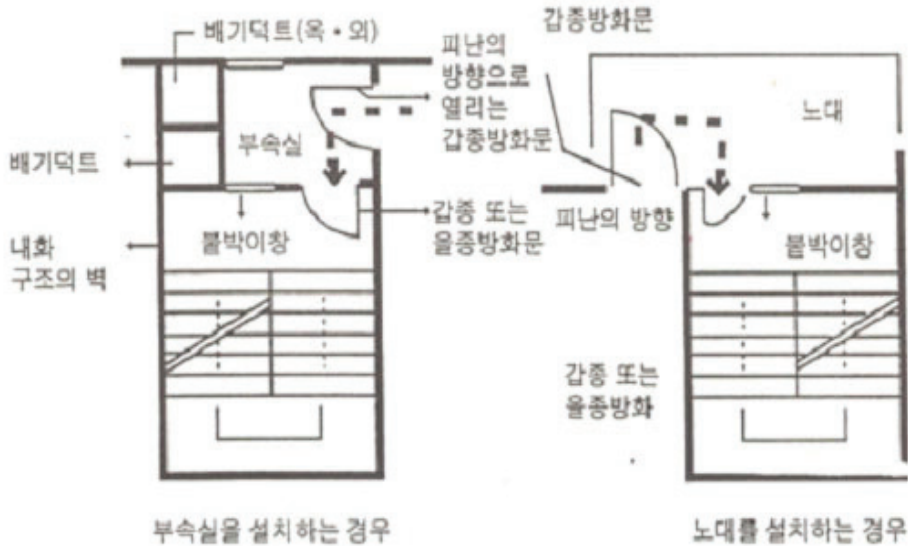 배기덕트(옥・외)
피난의
방향으로
열리는
갑종방화문
부속실
배기덕트
갑종 또는
을종방화문
붙박이창
내화
구조의 벽
부속실을 설치하는 경우
갑종방화문
노대
피난의 방향
붙박이창
갑종 또는
을종방화
노대를 설치하는 경우